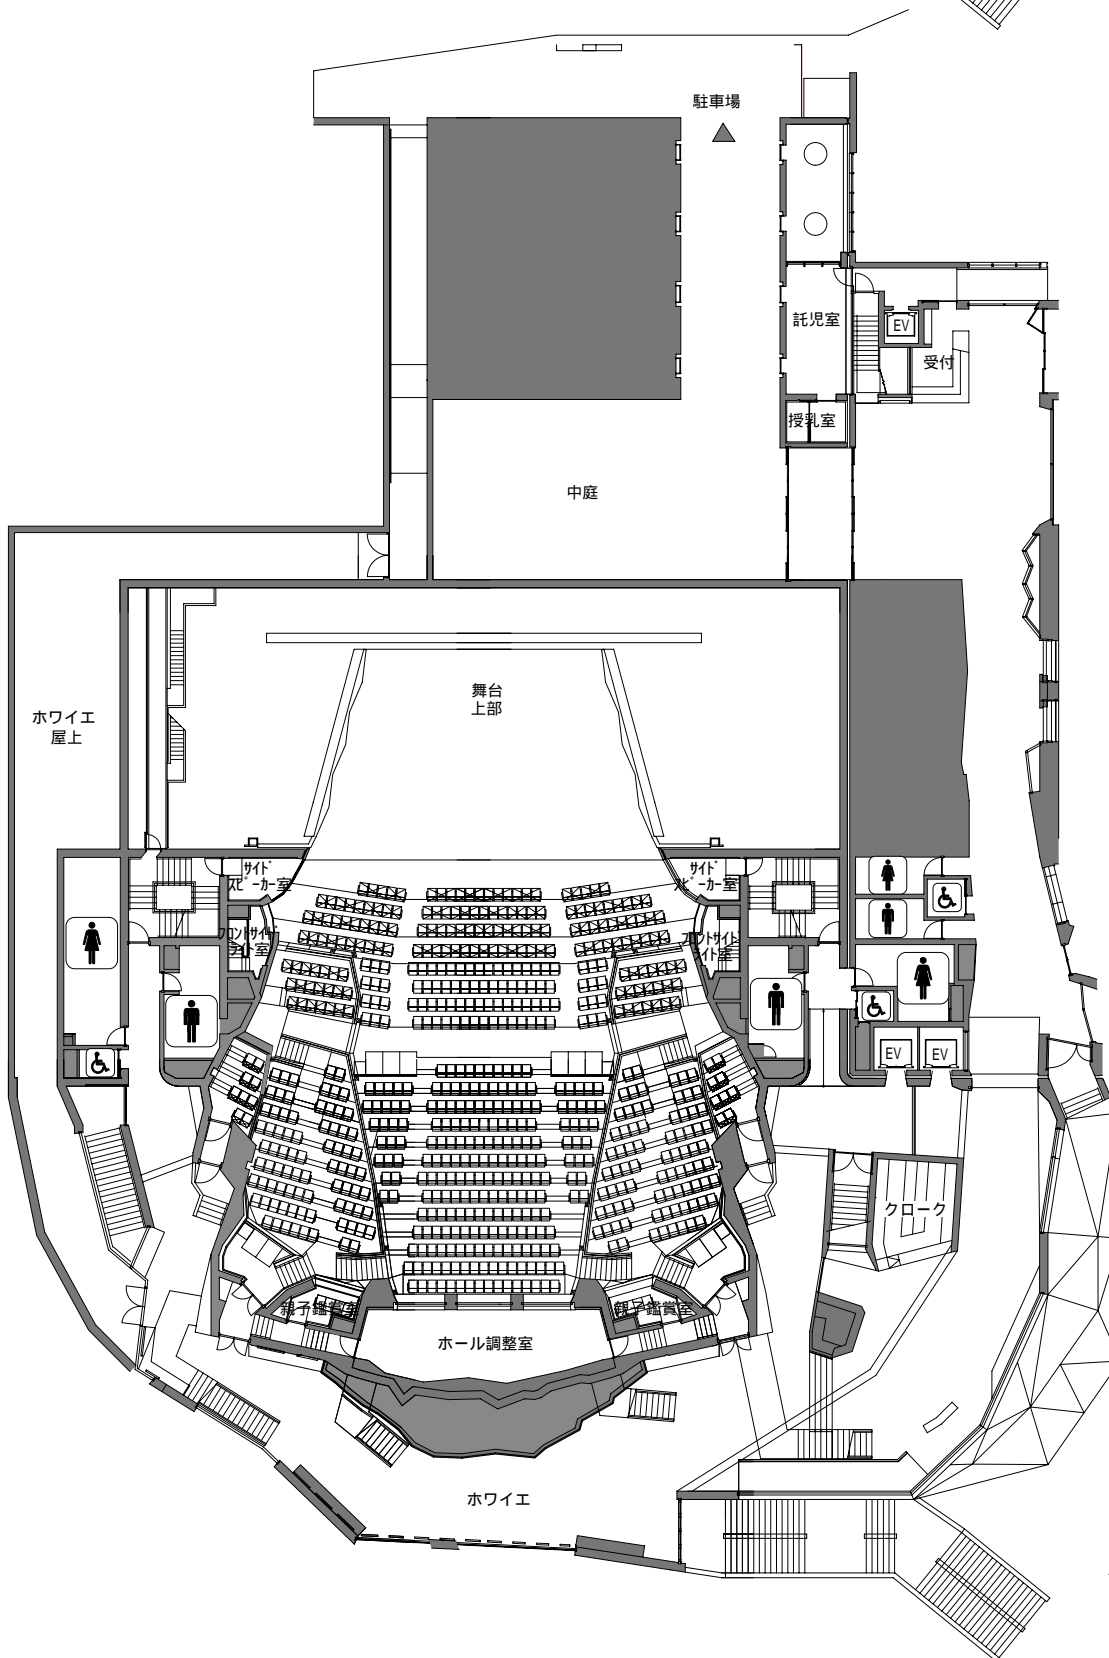 駐車場
託児室
EV
受付
授乳室
中庭
舞台
上部
ホワイエ
屋上
サイド
スピーカー室
サイド
スピーカー室
フロントサイド
ライト室
フロントサイド
ライト室
EV
EV
クローク
親子鑑賞室
親子鑑賞室
ホール調整室
ホワイエ